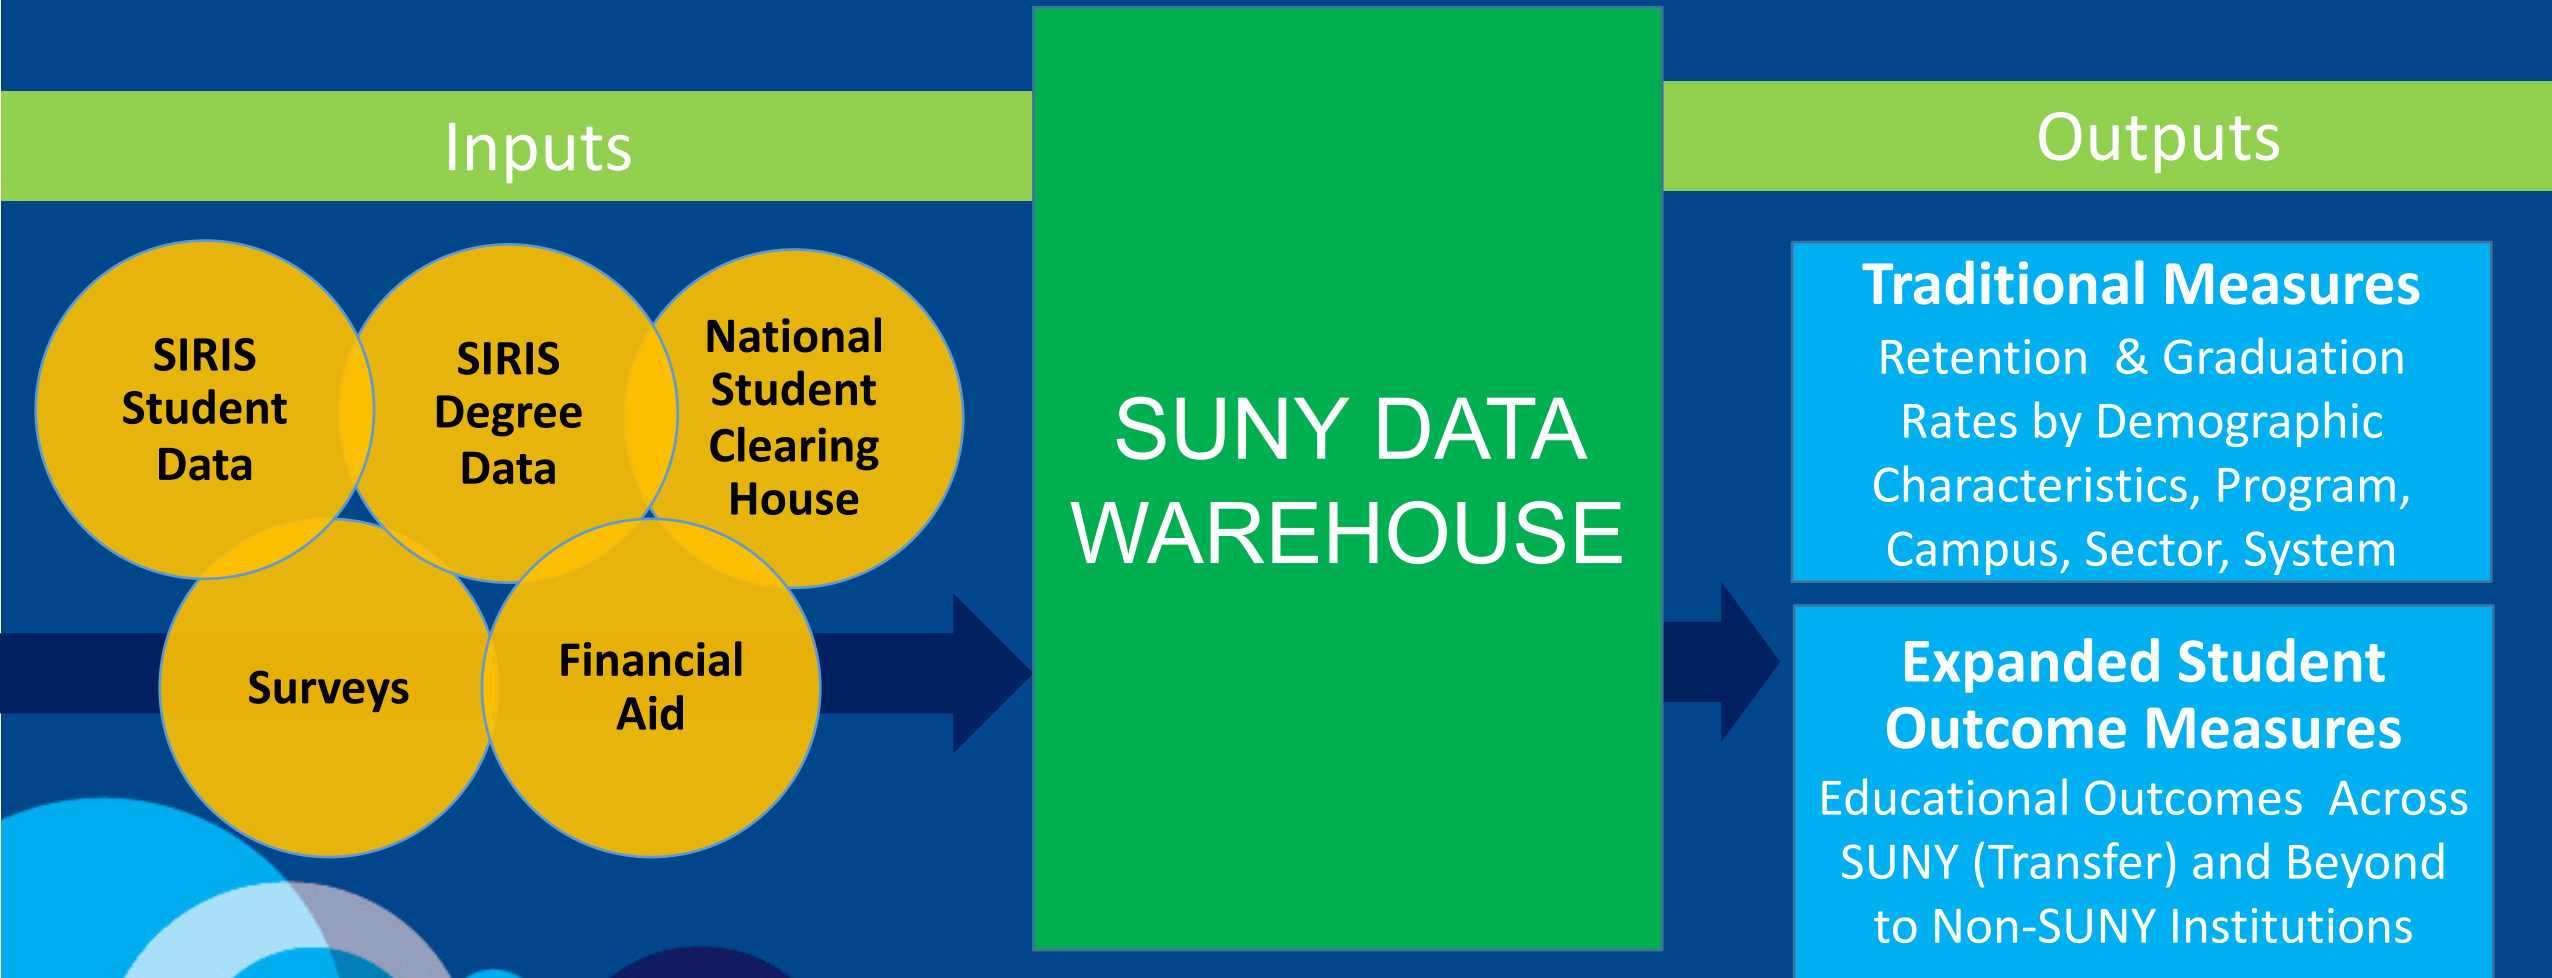 Inputs
SIRIS
Student
Data
SIRIS
Degree
Data
National
Student
Clearing
House
Surveys
Financial
Aid
SUNY DATA
WAREHOUSE
Outputs
Traditional Measures
Retention & Graduation
Rates by Demographic
Characteristics, Program,
Campus, Sector, System
Expanded Student
Outcome Measures
Educational Outcomes Across
SUNY (Transfer) and Beyond
to Non-SUNY Institutions